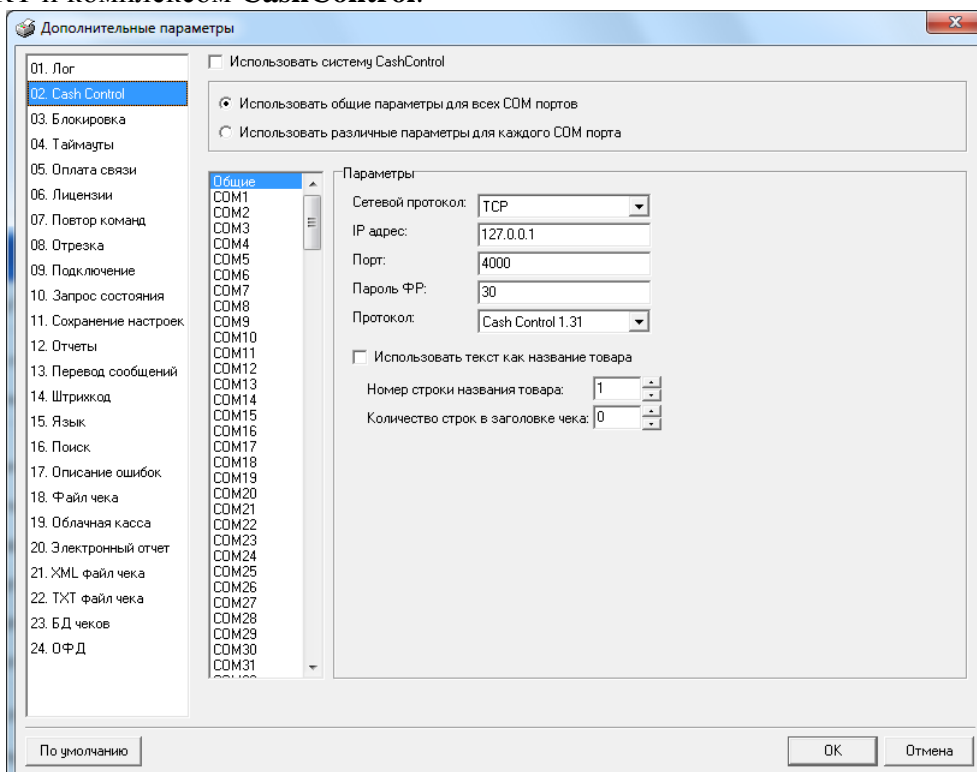 КТ и комплексом CashControl.
Дополнительные параметры
01. Лог
02. Cash Control
03. Блокировка
04. Таймауты
05. Оплата связи
06. Лицензии
07. Повтор команд
08. Отрезка
09. Подключение
10. Запрос состояния
11. Сохранение настроек
12. Отчеты
13. Перевод сообщений
14. Штрихкод
15. Язык
16. Поиск
17. Описание ошибок
18. Файл чека
19. Облачная касса
20. Электронный отчет
21. XML файл чека
22. TXT файл чека
23. БД чеков
24. ОФД
Использовать систему CashControl
Использовать общие параметры для всех COM портов
Использовать различные параметры для каждого COM порта
Общие
COM1
COM2
COM3
COM4
COM5
COM6
COM7
COM8
COM9
COM10
COM11
COM12
COM13
COM14
COM15
COM16
COM17
COM18
COM19
COM20
COM21
COM22
COM23
COM24
COM25
COM26
COM27
COM28
COM29
COM30
COM31
Параметры
Сетевой протокол: TCP
IP адрес: 127.0.0.1
Порт: 4000
Пароль ФР: 30
Протокол: Cash Control 1.31
Использовать текст как название товара
Номер строки названия товара: 1
Количество строк в заголовке чека: 0
По умолчанию OK Отмена